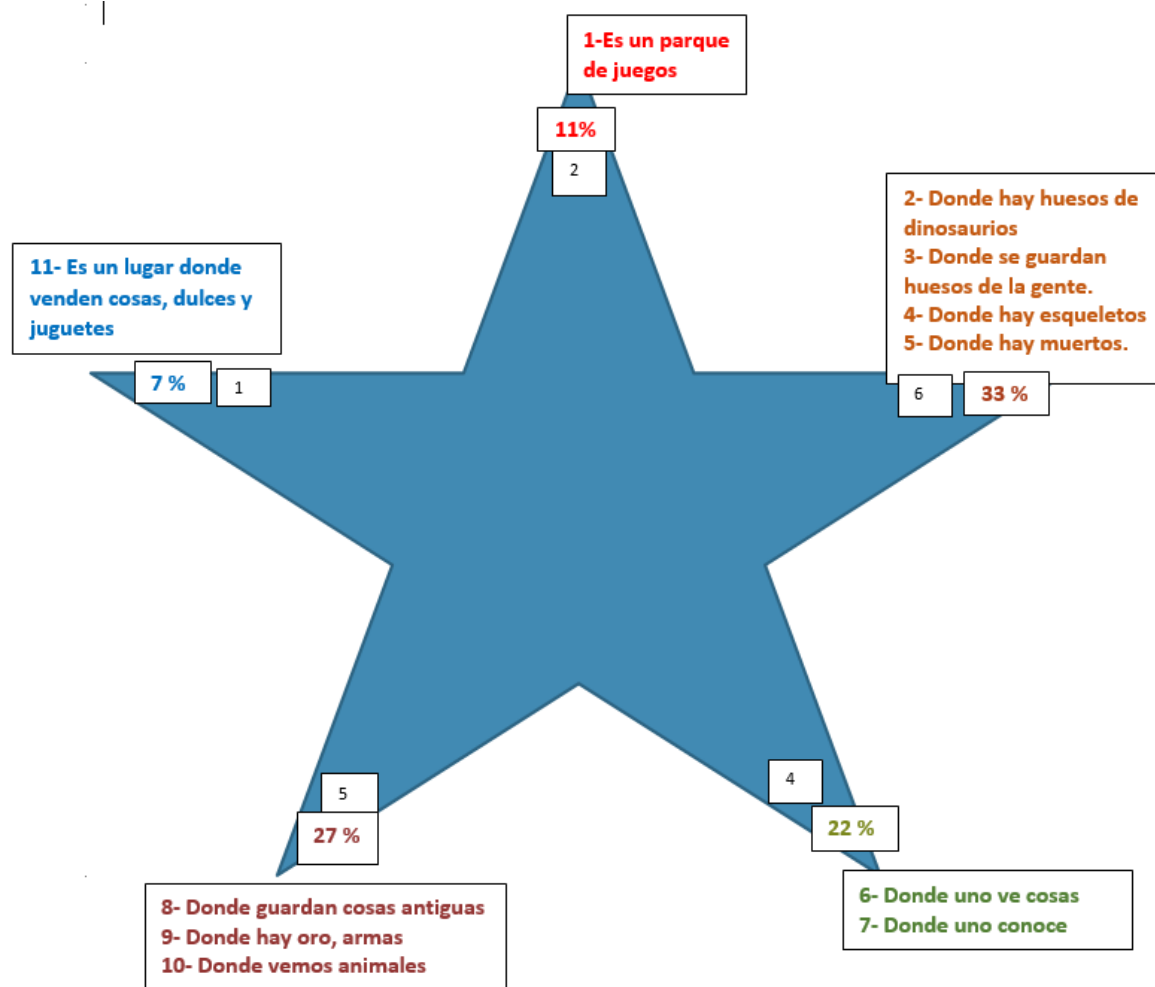 1-Es un parque
de juegos
11%
2
2- Donde hay huesos de
dinosaurios
3- Donde se guardan
huesos de la gente.
4- Donde hay esqueletos
5- Donde hay muertos.
6
33 %
11- Es un lugar donde
venden cosas, dulces y
juguetes
7 %
1
5
27 %
8- Donde guardan cosas antiguas
9- Donde hay oro, armas
10- Donde vemos animales
4
22 %
6- Donde uno ve cosas
7- Donde uno conoce